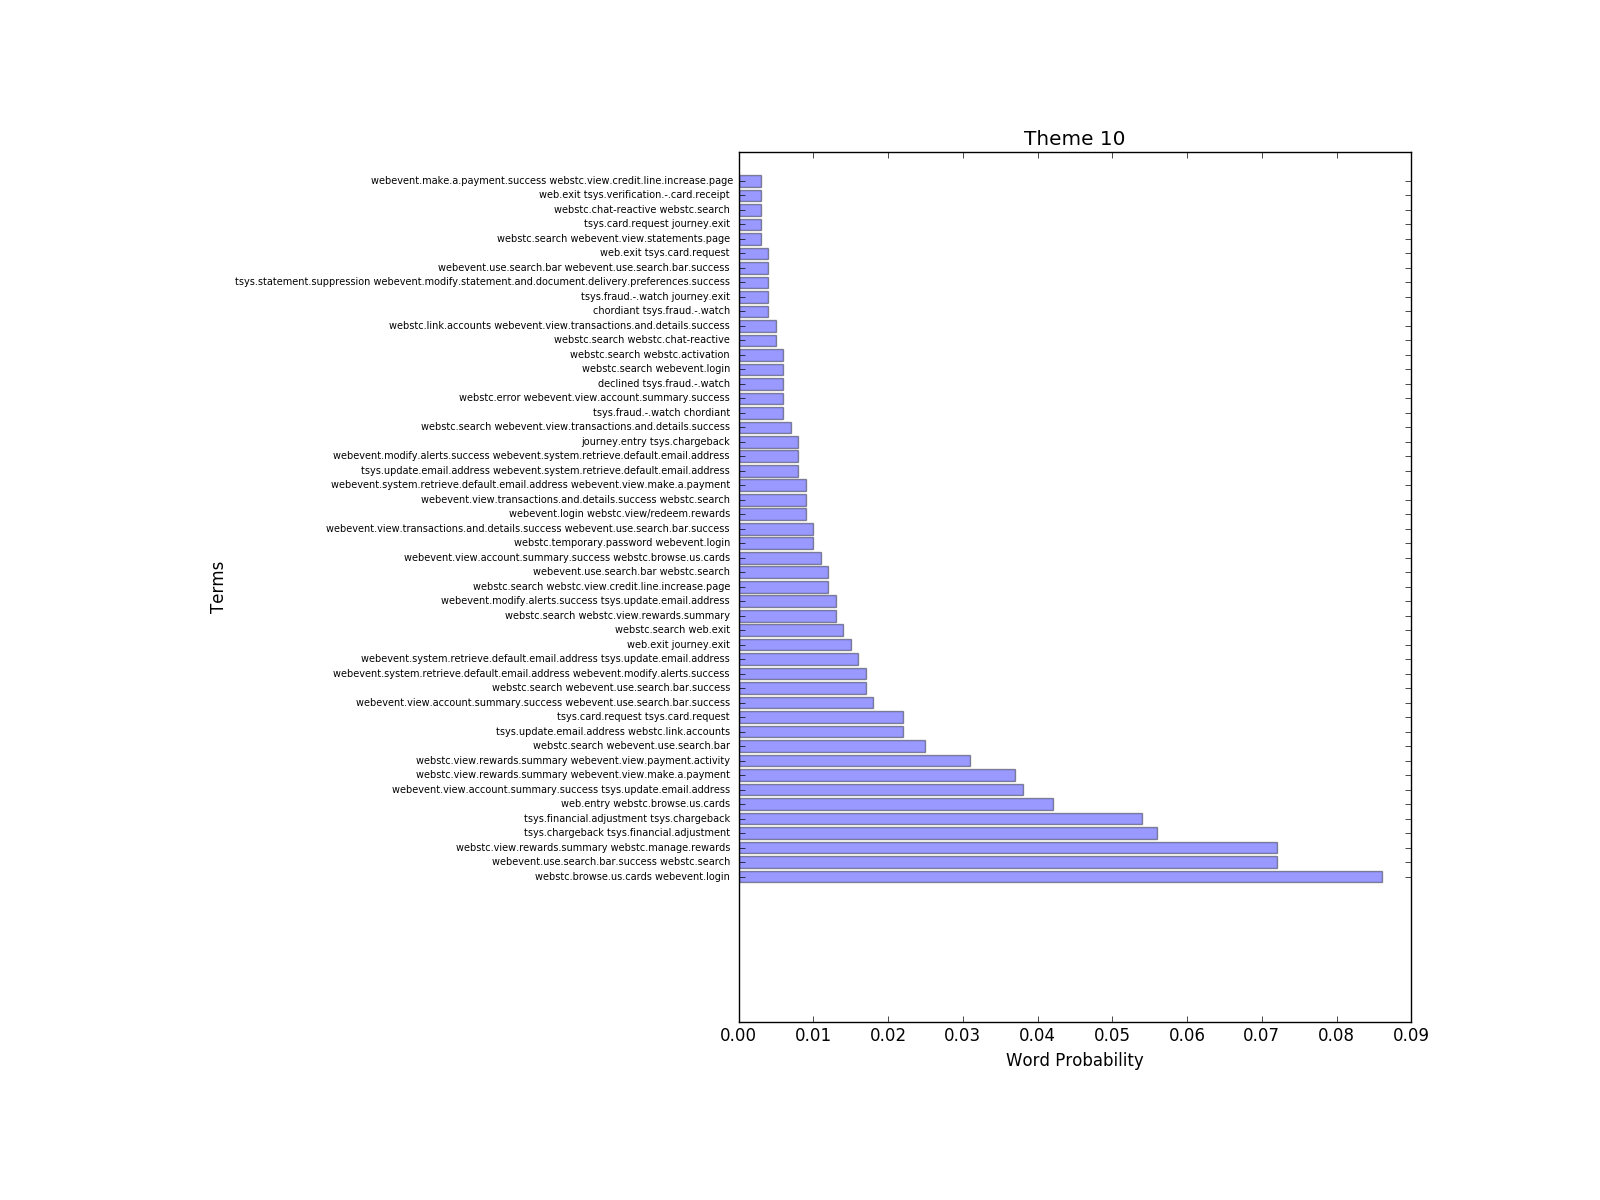 Theme 10
webevent.make.a.payment.success webstc.view.credit.line.increase.page
web.exit tsys.verification.-.card.receipt
webstc.chat-reactive webstc.search
tsys.card.request journey.exit
webstc.search webevent.view.statements.page
web.exit tsys.card.request
webevent.use.search.bar webevent.use.search.bar.success
tsys.statement.suppression webevent.modify.statement.and.document.delivery.preferences.success
tsys.fraud.-.watch journey.exit
chordiant tsys.fraud.-.watch
webstc.link.accounts webevent.view.transactions.and.details.success
webstc.search webstc.chat-reactive
webstc.search webstc.activation
webstc.search webevent.login
declined tsys.fraud.-.watch
webstc.error webevent.view.account.summary.success
tsys.fraud.-.watch chordiant
webstc.search webevent.view.transactions.and.details.success
journey.entry tsys.chargeback
webevent.modify.alerts.success webevent.system.retrieve.default.email.address
tsys.update.email.address webevent.system.retrieve.default.email.address
webevent.system.retrieve.default.email.address webevent.view.make.a.payment
webevent.view.transactions.and.details.success webstc.search
webevent.login webstc.view/redeem.rewards
webevent.view.transactions.and.details.success webevent.use.search.bar.success
webstc.temporary.password webevent.login
webevent.view.account.summary.success webstc.browse.us.cards
webevent.use.search.bar webstc.search
webstc.search webstc.view.credit.line.increase.page
webevent.modify.alerts.success tsys.update.email.address
webstc.search webstc.view.rewards.summary
webstc.search web.exit
web.exit journey.exit
webevent.system.retrieve.default.email.address tsys.update.email.address
webevent.system.retrieve.default.email.address webevent.modify.alerts.success
webstc.search webevent.use.search.bar.success
webevent.view.account.summary.success webevent.use.search.bar.success
tsys.card.request tsys.card.request
tsys.update.email.address webstc.link.accounts
webstc.search webevent.use.search.bar
webstc.view.rewards.summary webevent.view.payment.activity
webstc.view.rewards.summary webevent.view.make.a.payment
webevent.view.account.summary.success tsys.update.email.address
web.entry webstc.browse.us.cards
tsys.financial.adjustment tsys.chargeback
tsys.chargeback tsys.financial.adjustment
webstc.view.rewards.summary webstc.manage.rewards
webevent.use.search.bar.success webstc.search
webstc.browse.us.cards webevent.login
Terms
0.00 0.01 0.02 0.03 0.04 0.05 0.06 0.07 0.08 0.09
Word Probability